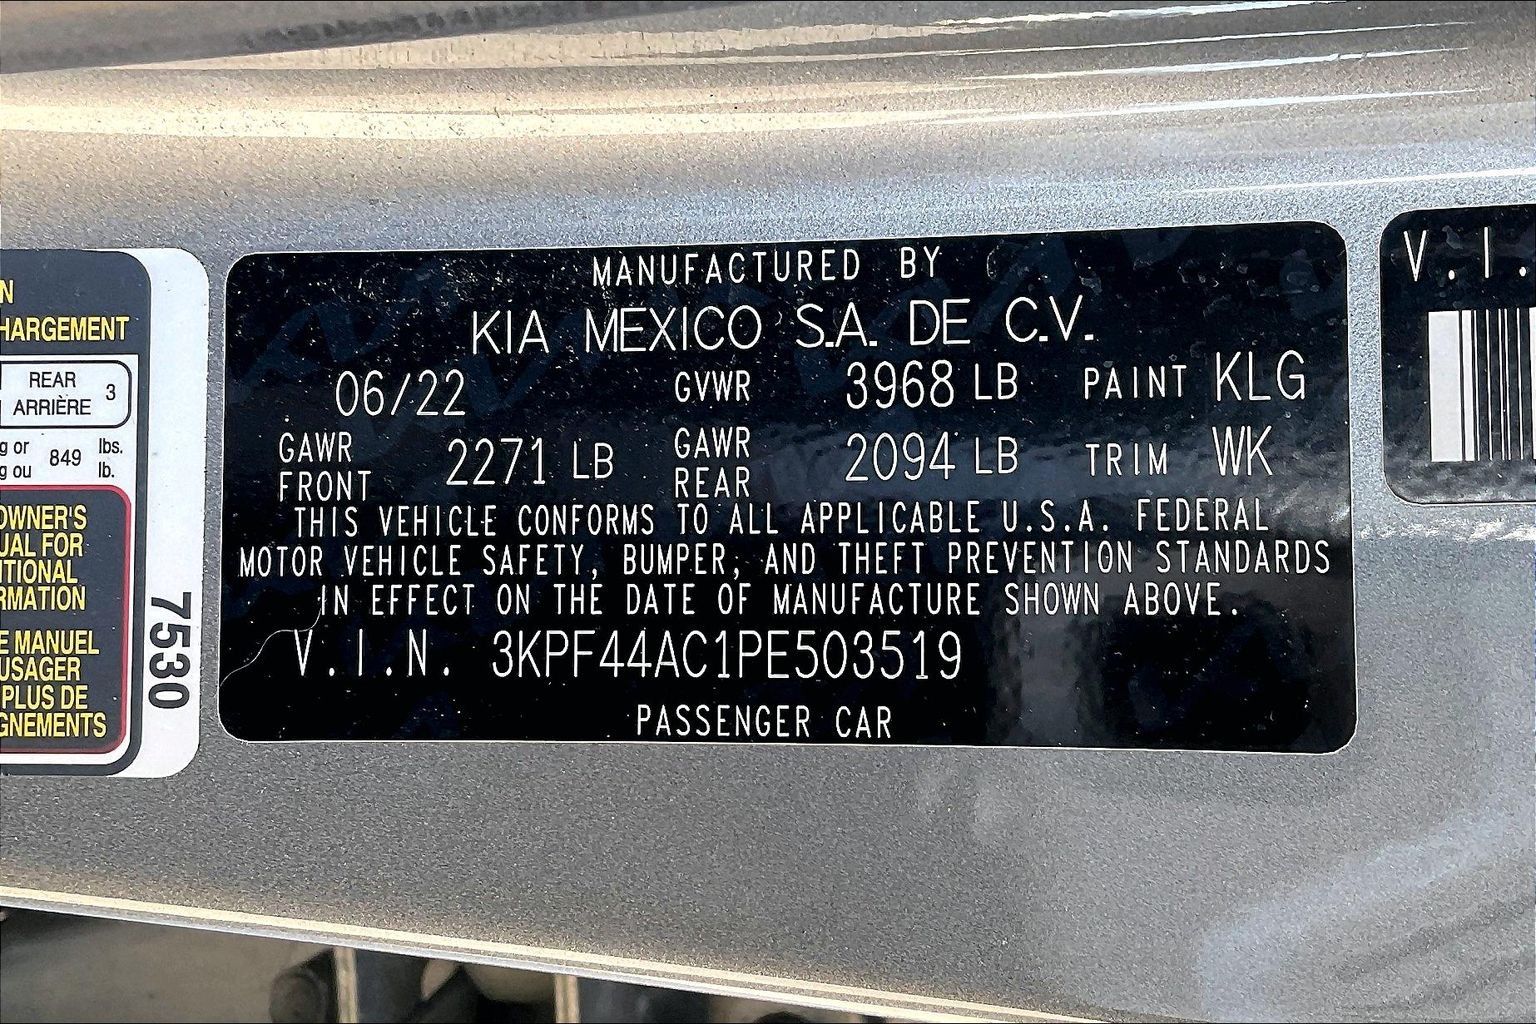 N
HARGEMENT
REAR
ARRIÈRE 3
g or 849 lbs.
g ou lb.
OWNER'S
UAL FOR
ITIONAL
RMATION
E MANUEL
USAGER
PLUS DE
GNEMENTS
7530
MANUFACTURED BY
KIA MEXICO S.A. DE C.V.
06/22 GVWR 3968 LB PAINT KLG
GAWR FRONT 2271 LB GAWR REAR 2094 LB TRIM WK
THIS VEHICLE CONFORMS TO ALL APPLICABLE U.S.A. FEDERAL
MOTOR VEHICLE SAFETY, BUMPER, AND THEFT PREVENTION STANDARDS
IN EFFECT ON THE DATE OF MANUFACTURE SHOWN ABOVE.
V.I.N. 3KPF44AC1PE503519
PASSENGER CAR
V.I.